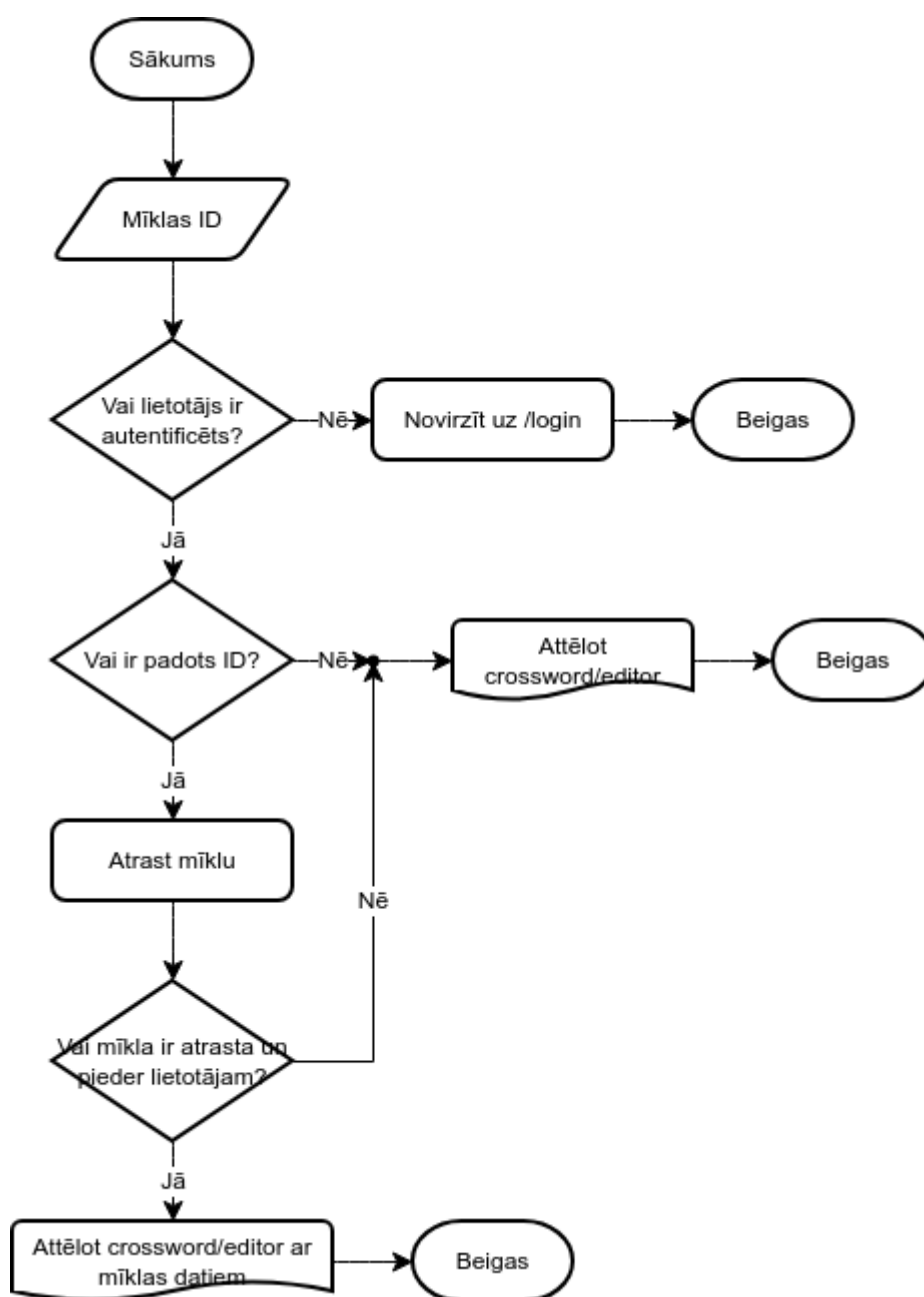 Sākums
Mīklas ID
Vai lietotājs ir
autentificēts?
Nē
Novirzīt uz /login
Beigas
Jā
Vai ir padots ID?
Nē
Attēlot
crossword/editor
Beigas
Jā
Atrast mīklu
Nē
Vai mīkla ir atrasta un
pieder lietotājam?
Jā
Attēlot crossword/editor ar
mīklas datiem
Beigas